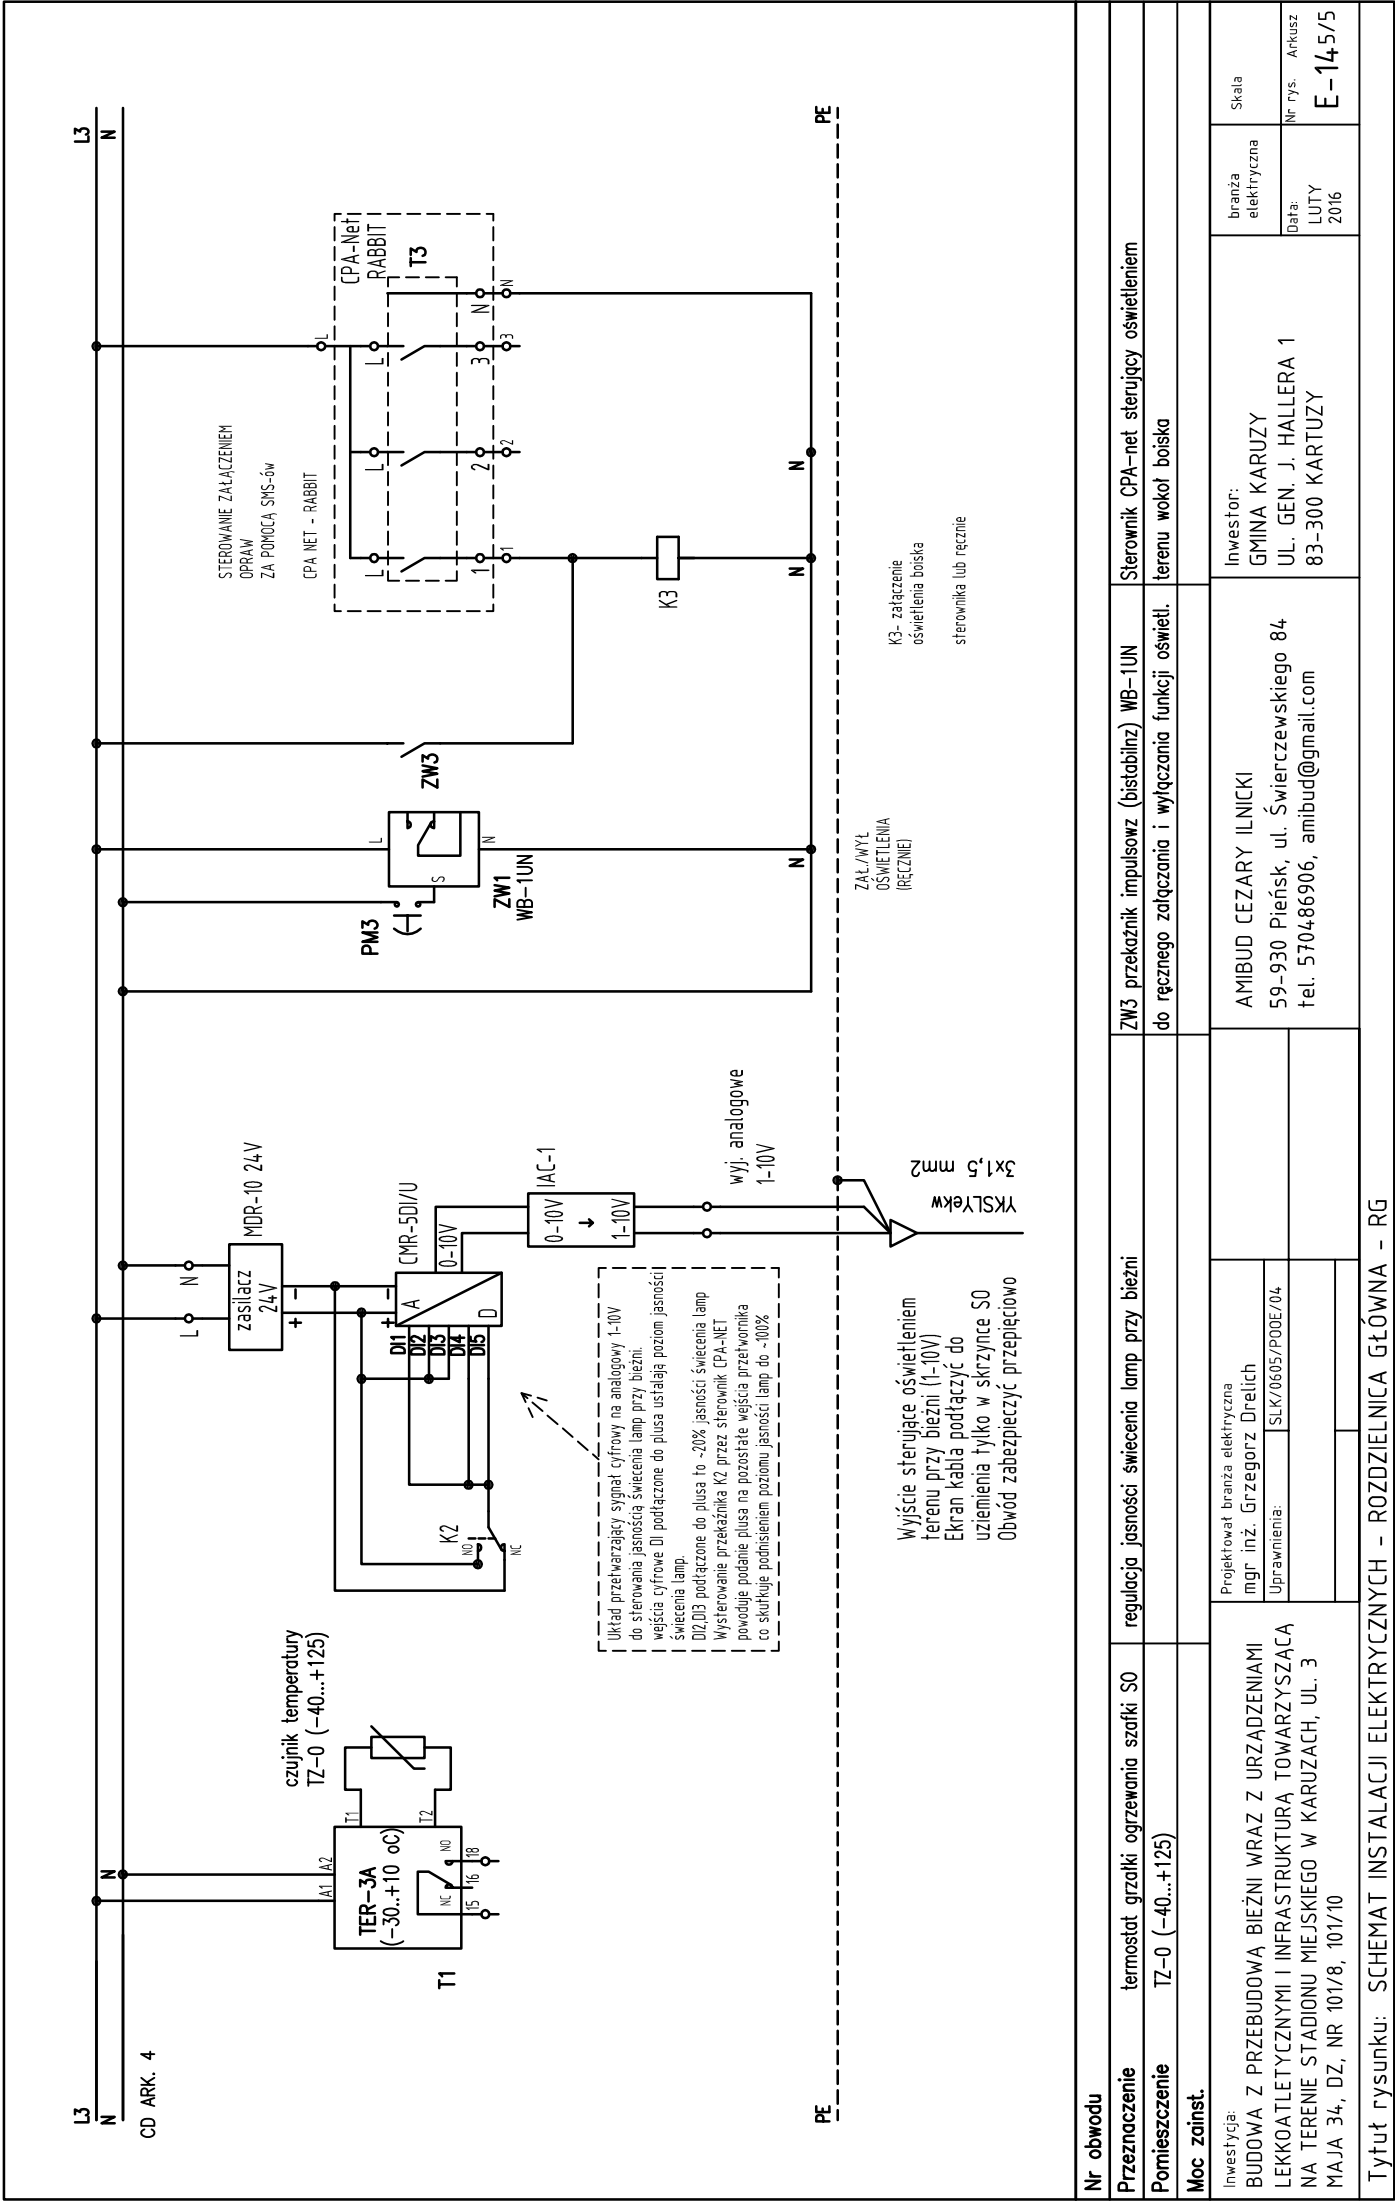 L3
N
CD ARK. 4
PE
N
A1
A2
TER-3A
(-30..+10 oC)
T1
T2
NC
NO
15
16
18
T1
czujnik temperatury
TZ-0 (-40...+125)
L
N
zasilacz
24V
MDR-10 24V
+
-
+
-
CMR-5DI/U
A
D
DI1
DI2
DI3
DI4
DI5
0-10V
K2
NO
NC
0-10V
→
1-10V
IAC-1
wyj. analogowe
1-10V
Układ przetwarzający sygnał cyfrowy na analogowy 1-10V
do sterowania jasnością świecenia lamp przy bieżni.
wejścia cyfrowe DI podłączone do plusa ustalają poziom jasności
świecenia lamp.
DI2,DI3 podłączone do plusa to ~20% jasności świecenia lamp
Wysterowanie przekaźnika K2 przez sterownik CPA-NET
powoduje podanie plusa na pozostałe wejścia przetwornika
co skutkuje podniesieniem poziomu jasności lamp do ~100%
YKSLYekw
3x1,5 mm2
Wyjście sterujące oświetleniem
terenu przy bieżni (1-10V)
Ekran kabla podłączyć do
uziemienia tylko w skrzynce SO
Obwód zabezpieczyć przepięciowo
PM3
L
S
N
ZW1
WB-1UN
ZW3
N
ZAŁ/WYŁ
OŚWIETLENIA
(RĘCZNIE)
STEROWANIE ZAŁĄCZENIEM
OPRAW
ZA POMOCĄ SMS-ów
CPA NET - RABBIT
L
CPA-Net
RABBIT
T3
L
L
L
1
2
3
N
1
2
3
N
K3
N
N
K3- załączenie
oświetlenia boiska
sterownika lub ręcznie
L3
N
PE
Nr obwodu
Przeznaczenie
termostat grzałki ogrzewania szafki SO
regulacja jasności świecenia lamp przy bieżni
ZW3 przekaźnik impulsowz (bistabilnz) WB-1UN
Sterownik CPA-net sterujący oświetleniem
Pomieszczenie
TZ-0 (-40...+125)
do ręcznego załączania i wyłączania funkcji oświetl.
terenu wokół boiska
Moc zainst.
Inwestycja:
BUDOWA Z PRZEBUDOWĄ BIEŻNI WRAZ Z URZĄDZENIAMI
LEKKOATLETYCZNYMI I INFRASTRUKTURĄ TOWARZYSZĄCĄ
NA TERENIE STADIONU MIEJSKIEGO W KARUZACH, UL. 3
MAJA 34, DZ, NR 101/8, 101/10
Projektował branża elektryczna
mgr inż. Grzegorz Drelich
Uprawnienia:
SLK/0605/POOE/04
AMIBUD CEZARY ILNICKI
59-930 Pieńsk, ul. Świerczewskiego 84
tel. 570486906, amibud@gmail.com
Inwestor:
GMINA KARUZY
UL. GEN. J. HALLERA 1
83-300 KARTUZY
branża
elektryczna
Skala
Data:
LUTY
2016
Nr rys.
Arkusz
E-145/5
Tytuł rysunku: SCHEMAT INSTALACJI ELEKTRYCZNYCH - ROZDZIELNICA GŁÓWNA - RG